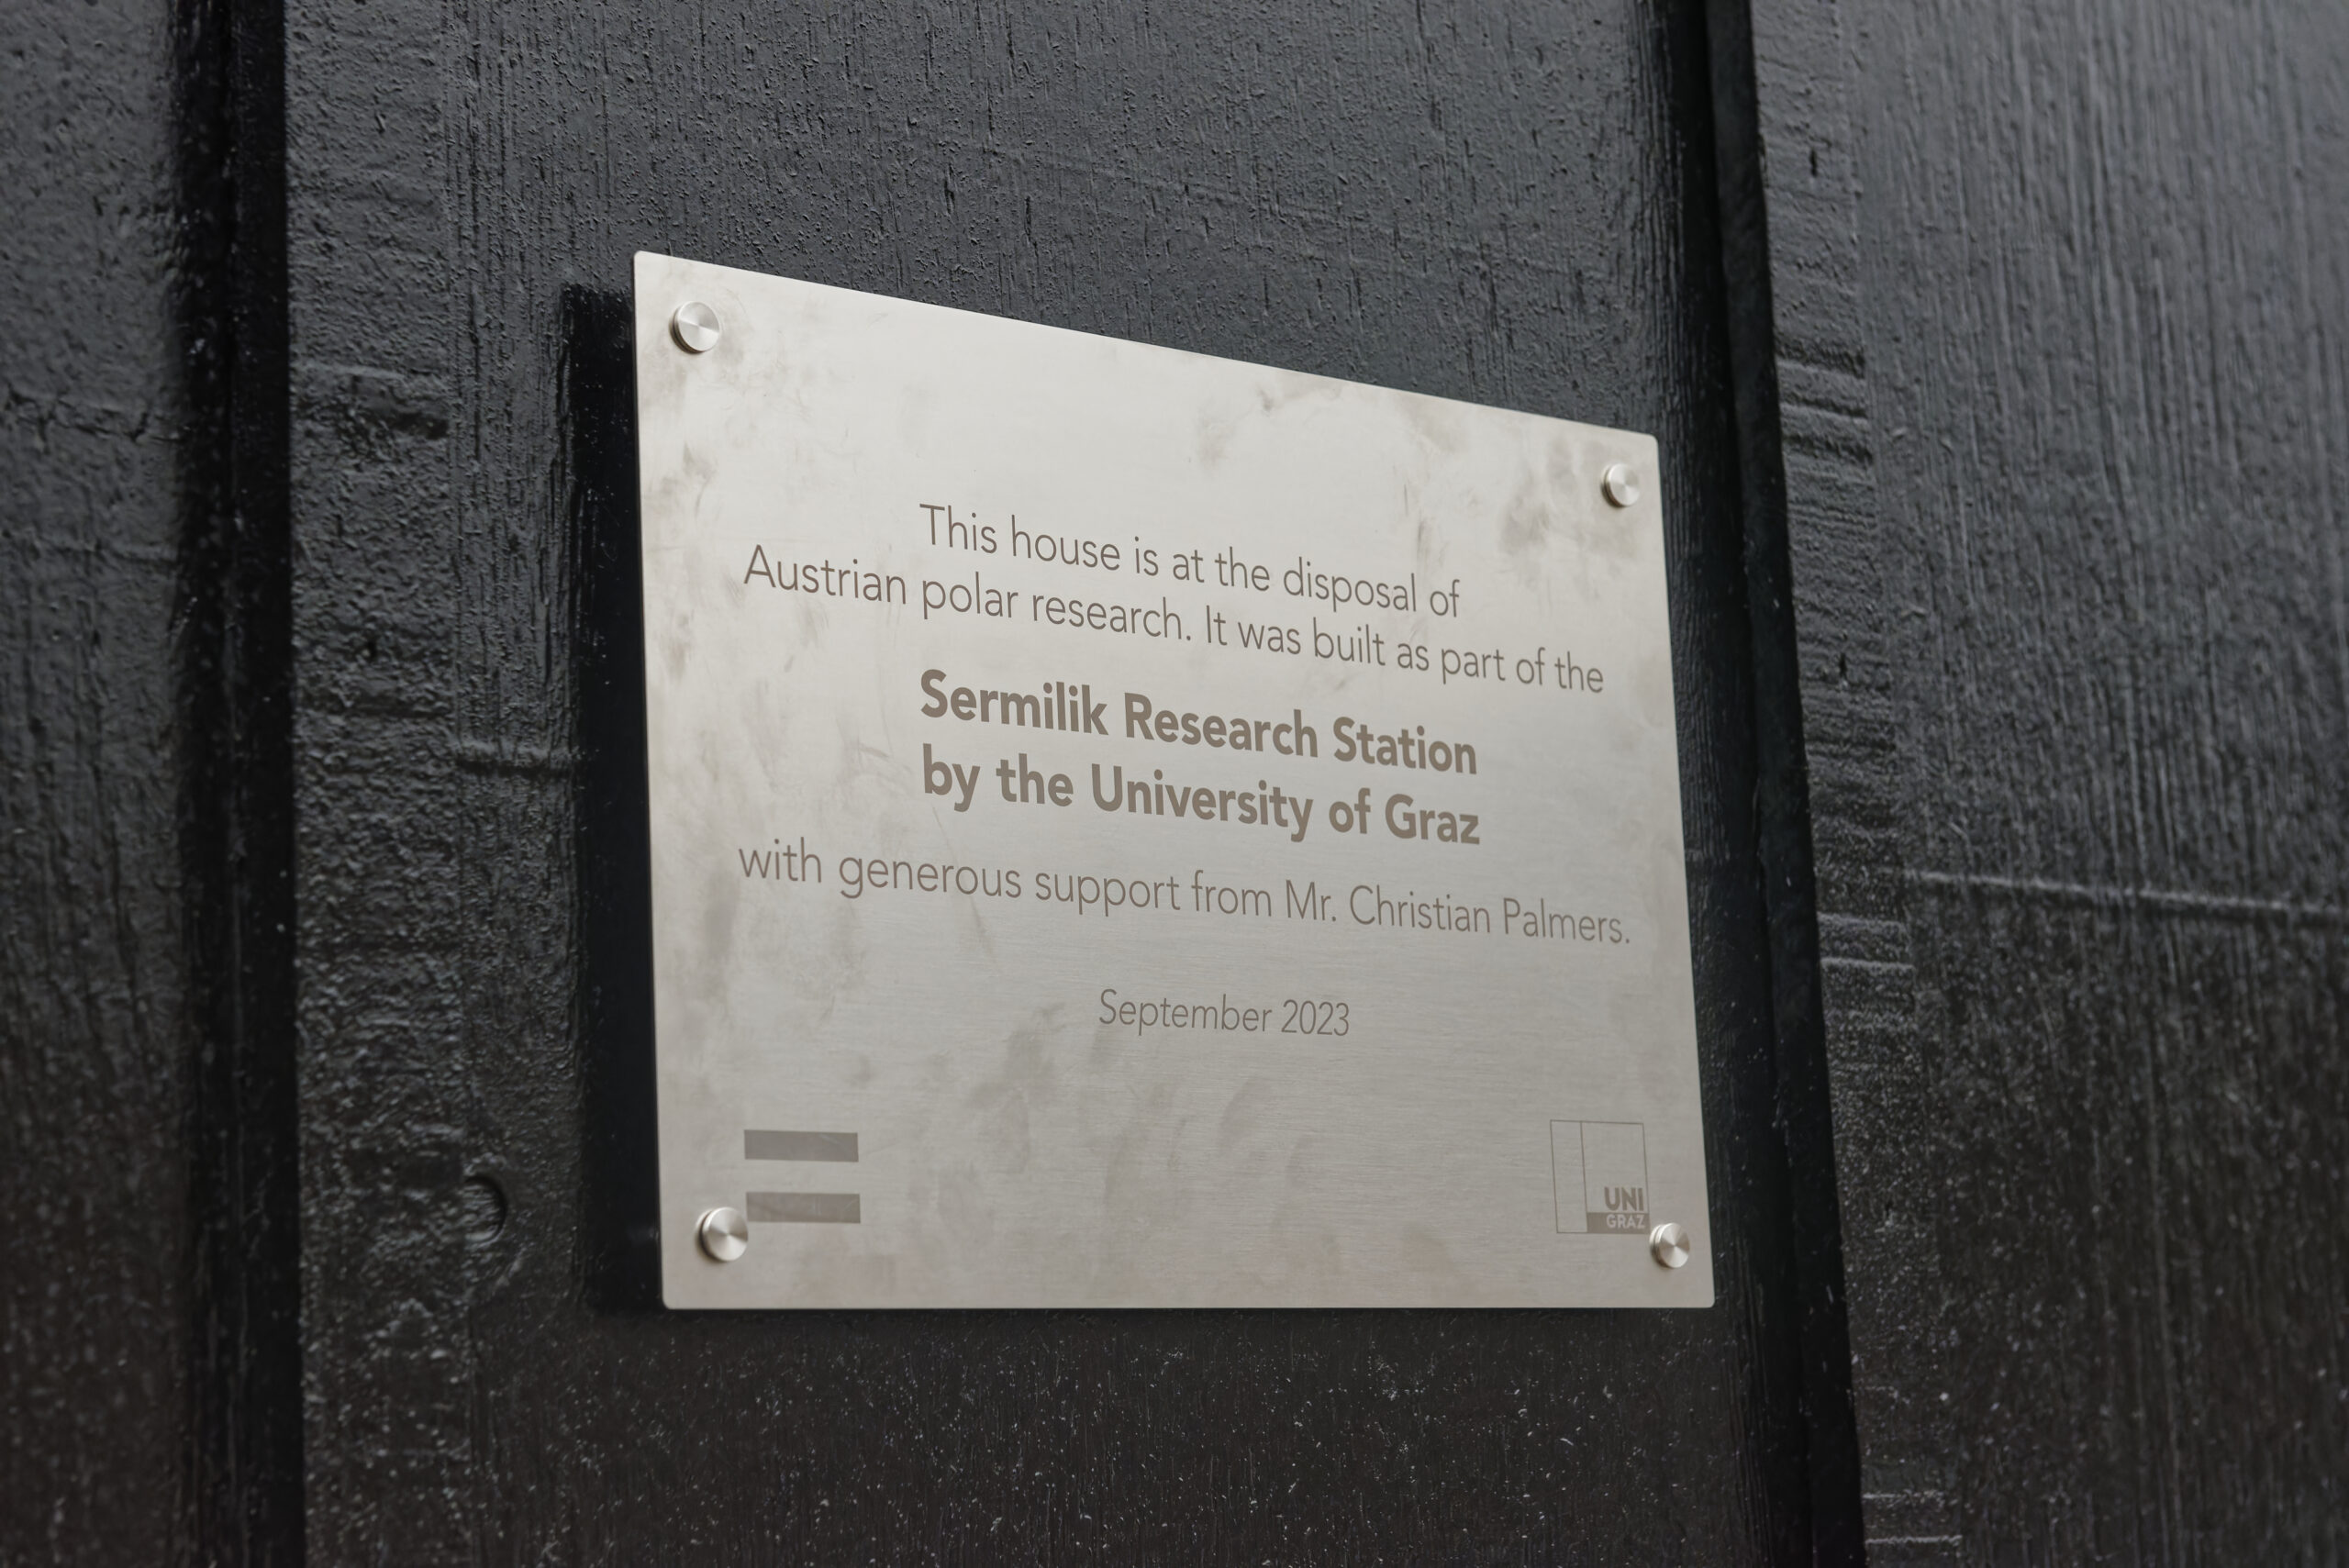 This house is at the disposal of
Austrian polar research. It was built as part of the
Sermilik Research Station
by the University of Graz
with generous support from Mr. Christian Palmers.
September 2023
UNI
GRAZ